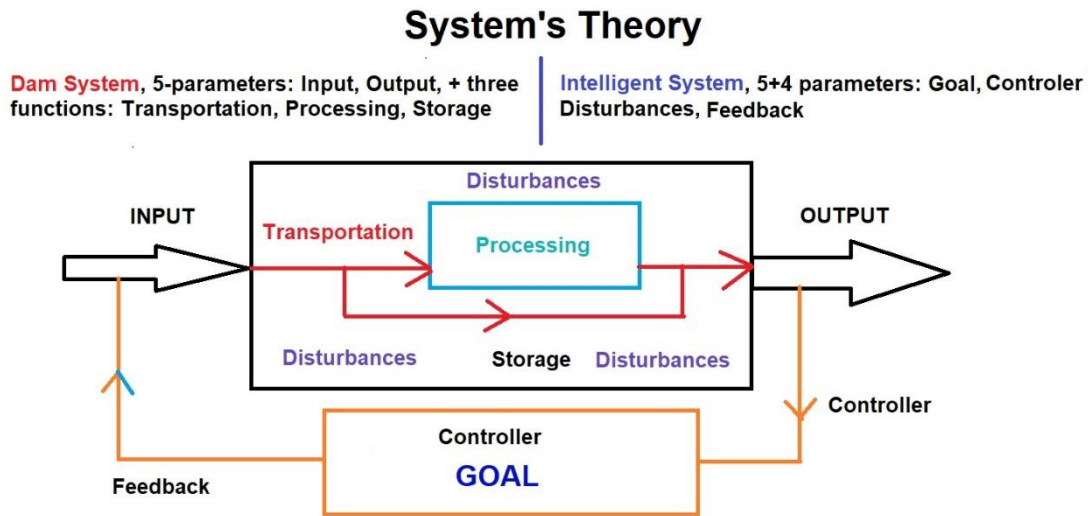 System's Theory
Dam System, 5-parameters: Input, Output, + three
functions: Transportation, Processing, Storage
Intelligent System, 5+4 parameters: Goal, Controler
Disturbances, Feedback
Disturbances
INPUT
OUTPUT
Transportation
Processing
Disturbances
Storage
Disturbances
Controller
Controller
GOAL
Feedback